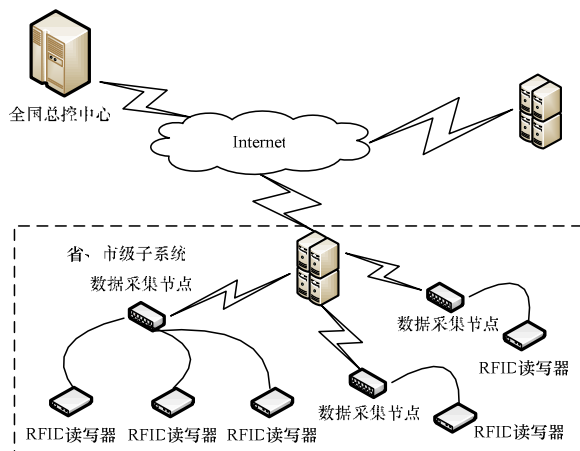 全国总控中心
Internet
省、市级子系统
数据采集节点
数据采集节点
RFID读写器
数据采集节点
RFID读写器
RFID读写器
RFID读写器
RFID读写器